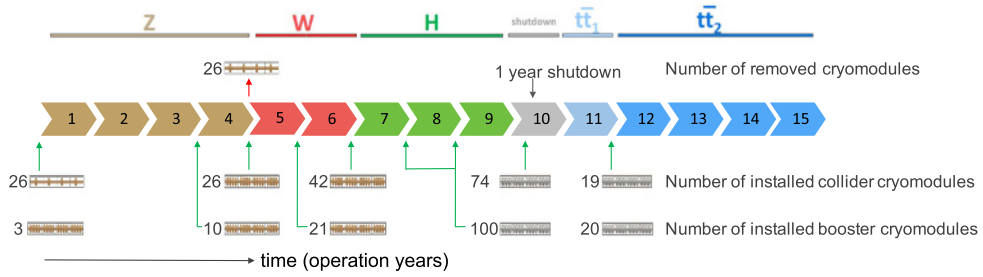 Z W H shutdown tt̄₁ tt̄₂
26 1 year shutdown Number of removed cryomodules
1 2 3 4 5 6 7 8 9 10 11 12 13 14 15
26 26 42 74 19 Number of installed collider cryomodules
3 10 21 100 20 Number of installed booster cryomodules
time (operation years)